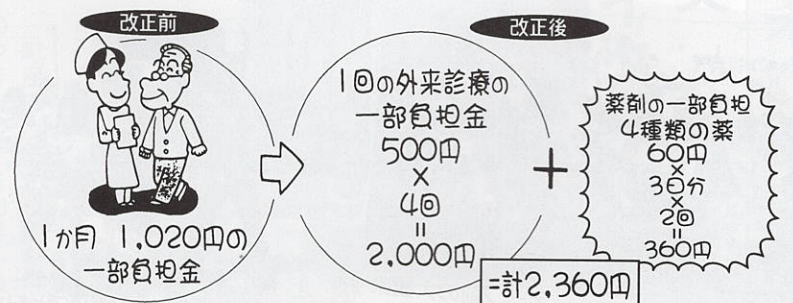 改正前
1か月 1,020円の
一部負担金
改正後
1回の外来診療の
一部負担金
500円
×
4回
=
2,000円
+
薬剤の一部負担
4種類の薬
60円
×
3日分
×
2回
=
360円
=計2,360円